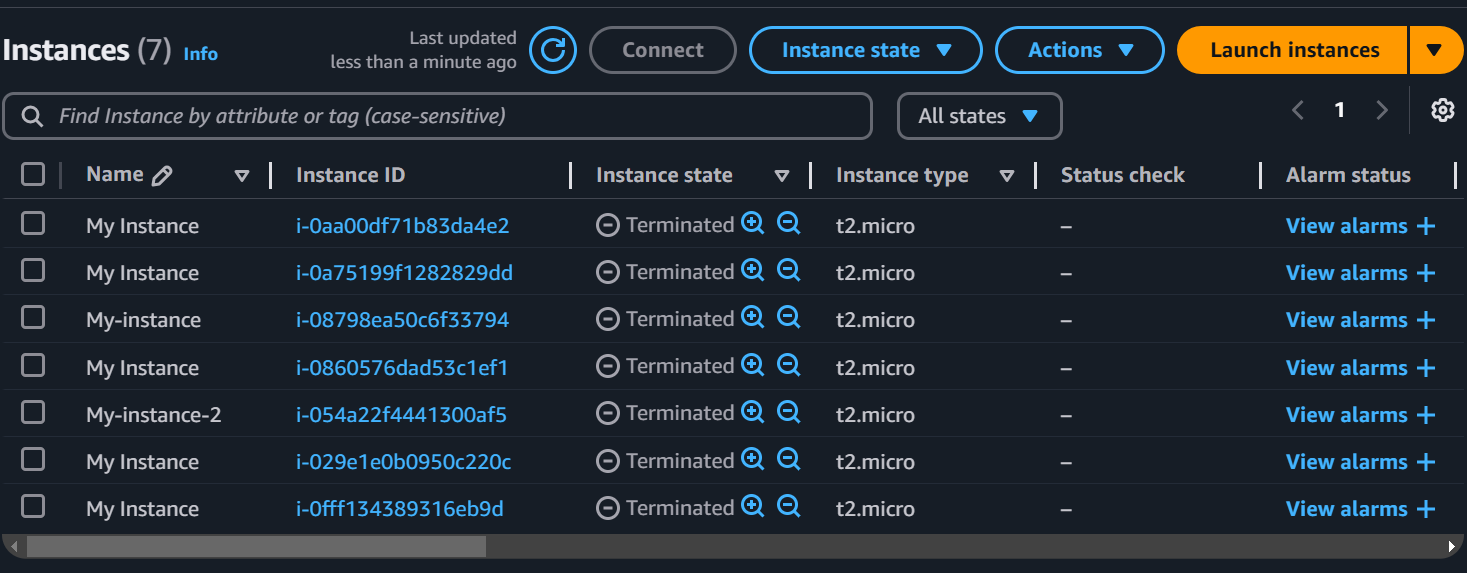 Instances (7) Info
Last updated
less than a minute ago
Connect
Instance state
Actions
Launch instances
Find Instance by attribute or tag (case-sensitive)
All states
1
Name Instance ID Instance state Instance type Status check Alarm status
My Instance i-0aa00df71b83da4e2 Terminated t2.micro – View alarms +
My Instance i-0a75199f1282829dd Terminated t2.micro – View alarms +
My-instance i-08798ea50c6f33794 Terminated t2.micro – View alarms +
My Instance i-0860576dad53c1ef1 Terminated t2.micro – View alarms +
My-instance-2 i-054a22f4441300af5 Terminated t2.micro – View alarms +
My Instance i-029e1e0b0950c220c Terminated t2.micro – View alarms +
My Instance i-0fff134389316eb9d Terminated t2.micro – View alarms +